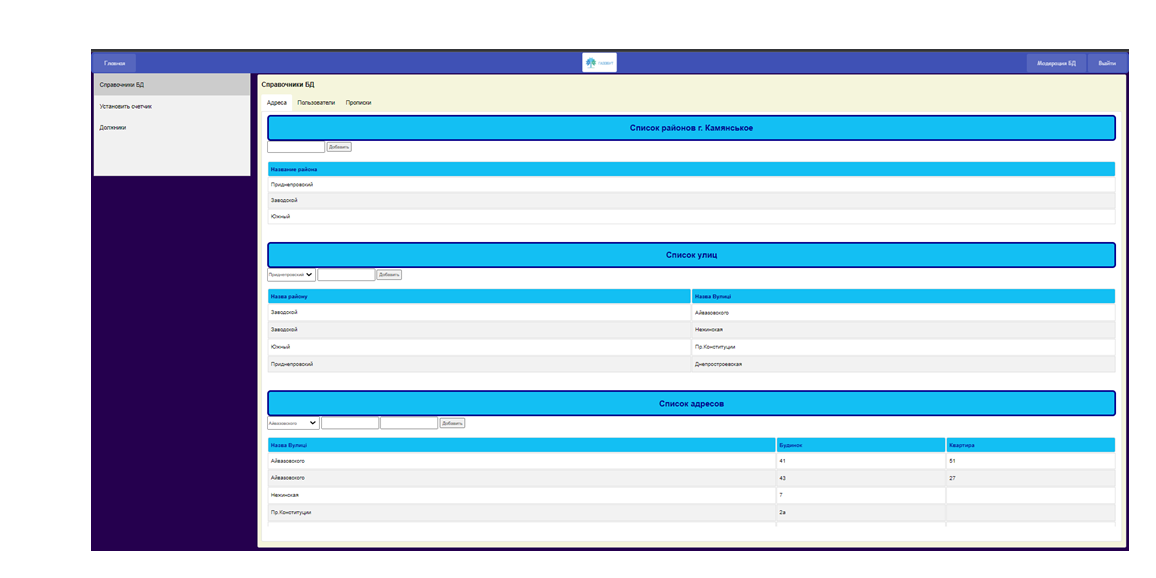 Главная
Модерация БД Выйти
Справочники БД
Установить счетчик
Должники
Справочники БД
Адреса Пользователи Прописки
Список районов г. Камянськое
Добавить
Название района
Приднепровский
Заводской
Южный
Список улиц
Приднепровский Добавить
Назва району Назва Вулиці
Заводской Айвазовского
Заводской Нежинская
Южный Пр.Конституции
Приднепровский Днепростроевская
Список адресов
Айвазовского Добавить
Назва Вулиці Будинок Квартира
Айвазовского 41 51
Айвазовского 43 27
Нежинская 7
Пр.Конституции 2а